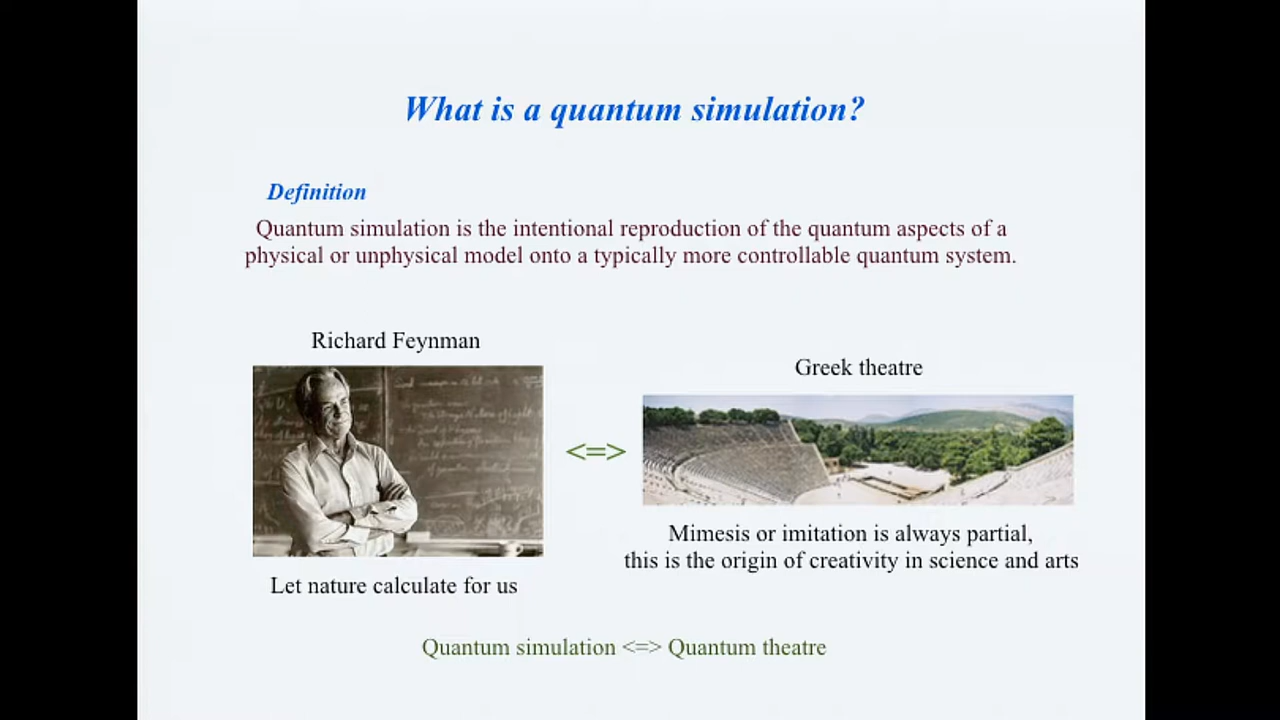 What is a quantum simulation?
Definition
Quantum simulation is the intentional reproduction of the quantum aspects of a
physical or unphysical model onto a typically more controllable quantum system.
Richard Feynman
Greek theatre
<=>
Mimesis or imitation is always partial,
this is the origin of creativity in science and arts
Let nature calculate for us
Quantum simulation <=> Quantum theatre